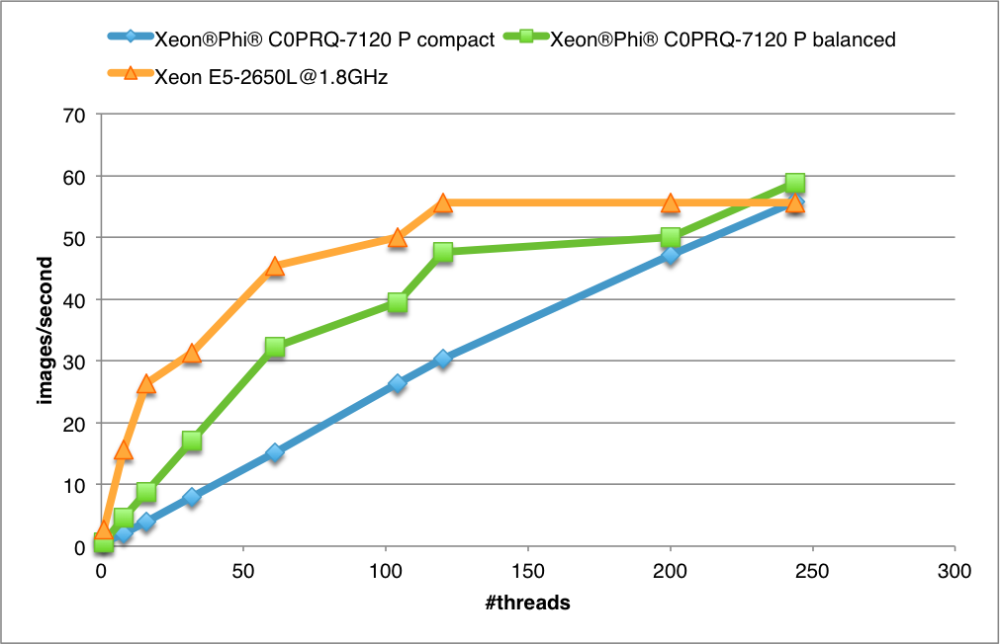 Xeon®Phi® C0PRQ-7120 P compact Xeon®Phi® C0PRQ-7120 P balanced
Xeon E5-2650L@1.8GHz
70
60
50
40
30
20
10
0
images/second
0 50 100 150 200 250 300
#threads